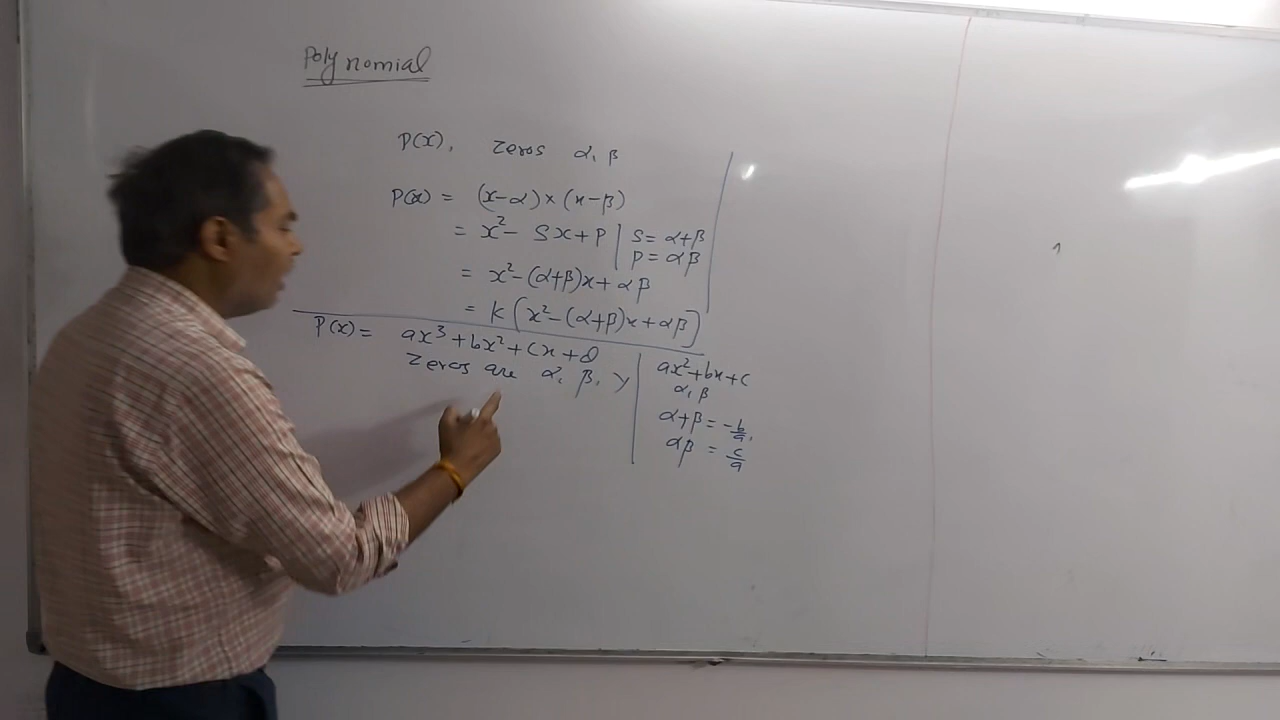 Polynomial
P(x), zeros α, β
P(x) = (x-α)×(x-β)
= x²- Sx+P | S= α+β
P= αβ
= x²-(α+β)x+αβ
= K(x²-(α+β)x+αβ)
P(x)= ax³+bx²+cx+d
zeros are α, β, γ
ax²+bx+c
α, β
α+β = -b/a,
αβ = c/a